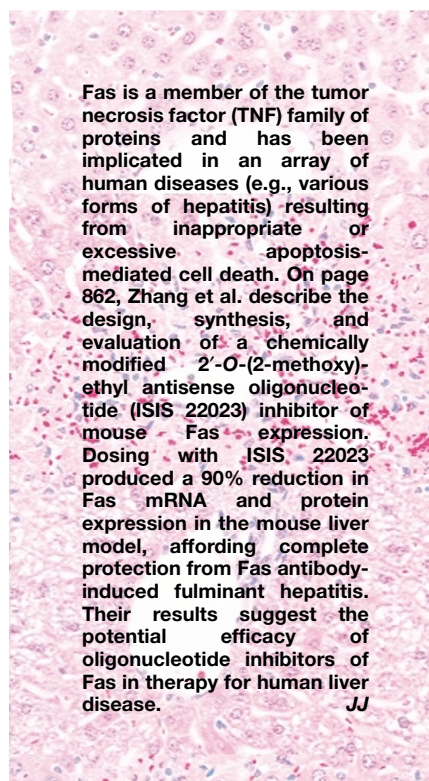 Fas is a member of the tumor
necrosis factor (TNF) family of
proteins and has been
implicated in an array of
human diseases (e.g., various
forms of hepatitis) resulting
from inappropriate or
excessive apoptosis-
mediated cell death. On page
862, Zhang et al. describe the
design, synthesis, and
evaluation of a chemically
modified 2′-O-(2-methoxy)-
ethyl antisense oligonucleo-
tide (ISIS 22023) inhibitor of
mouse Fas expression.
Dosing with ISIS 22023
produced a 90% reduction in
Fas mRNA and protein
expression in the mouse liver
model, affording complete
protection from Fas antibody-
induced fulminant hepatitis.
Their results suggest the
potential efficacy of
oligonucleotide inhibitors of
Fas in therapy for human liver
disease. JJ